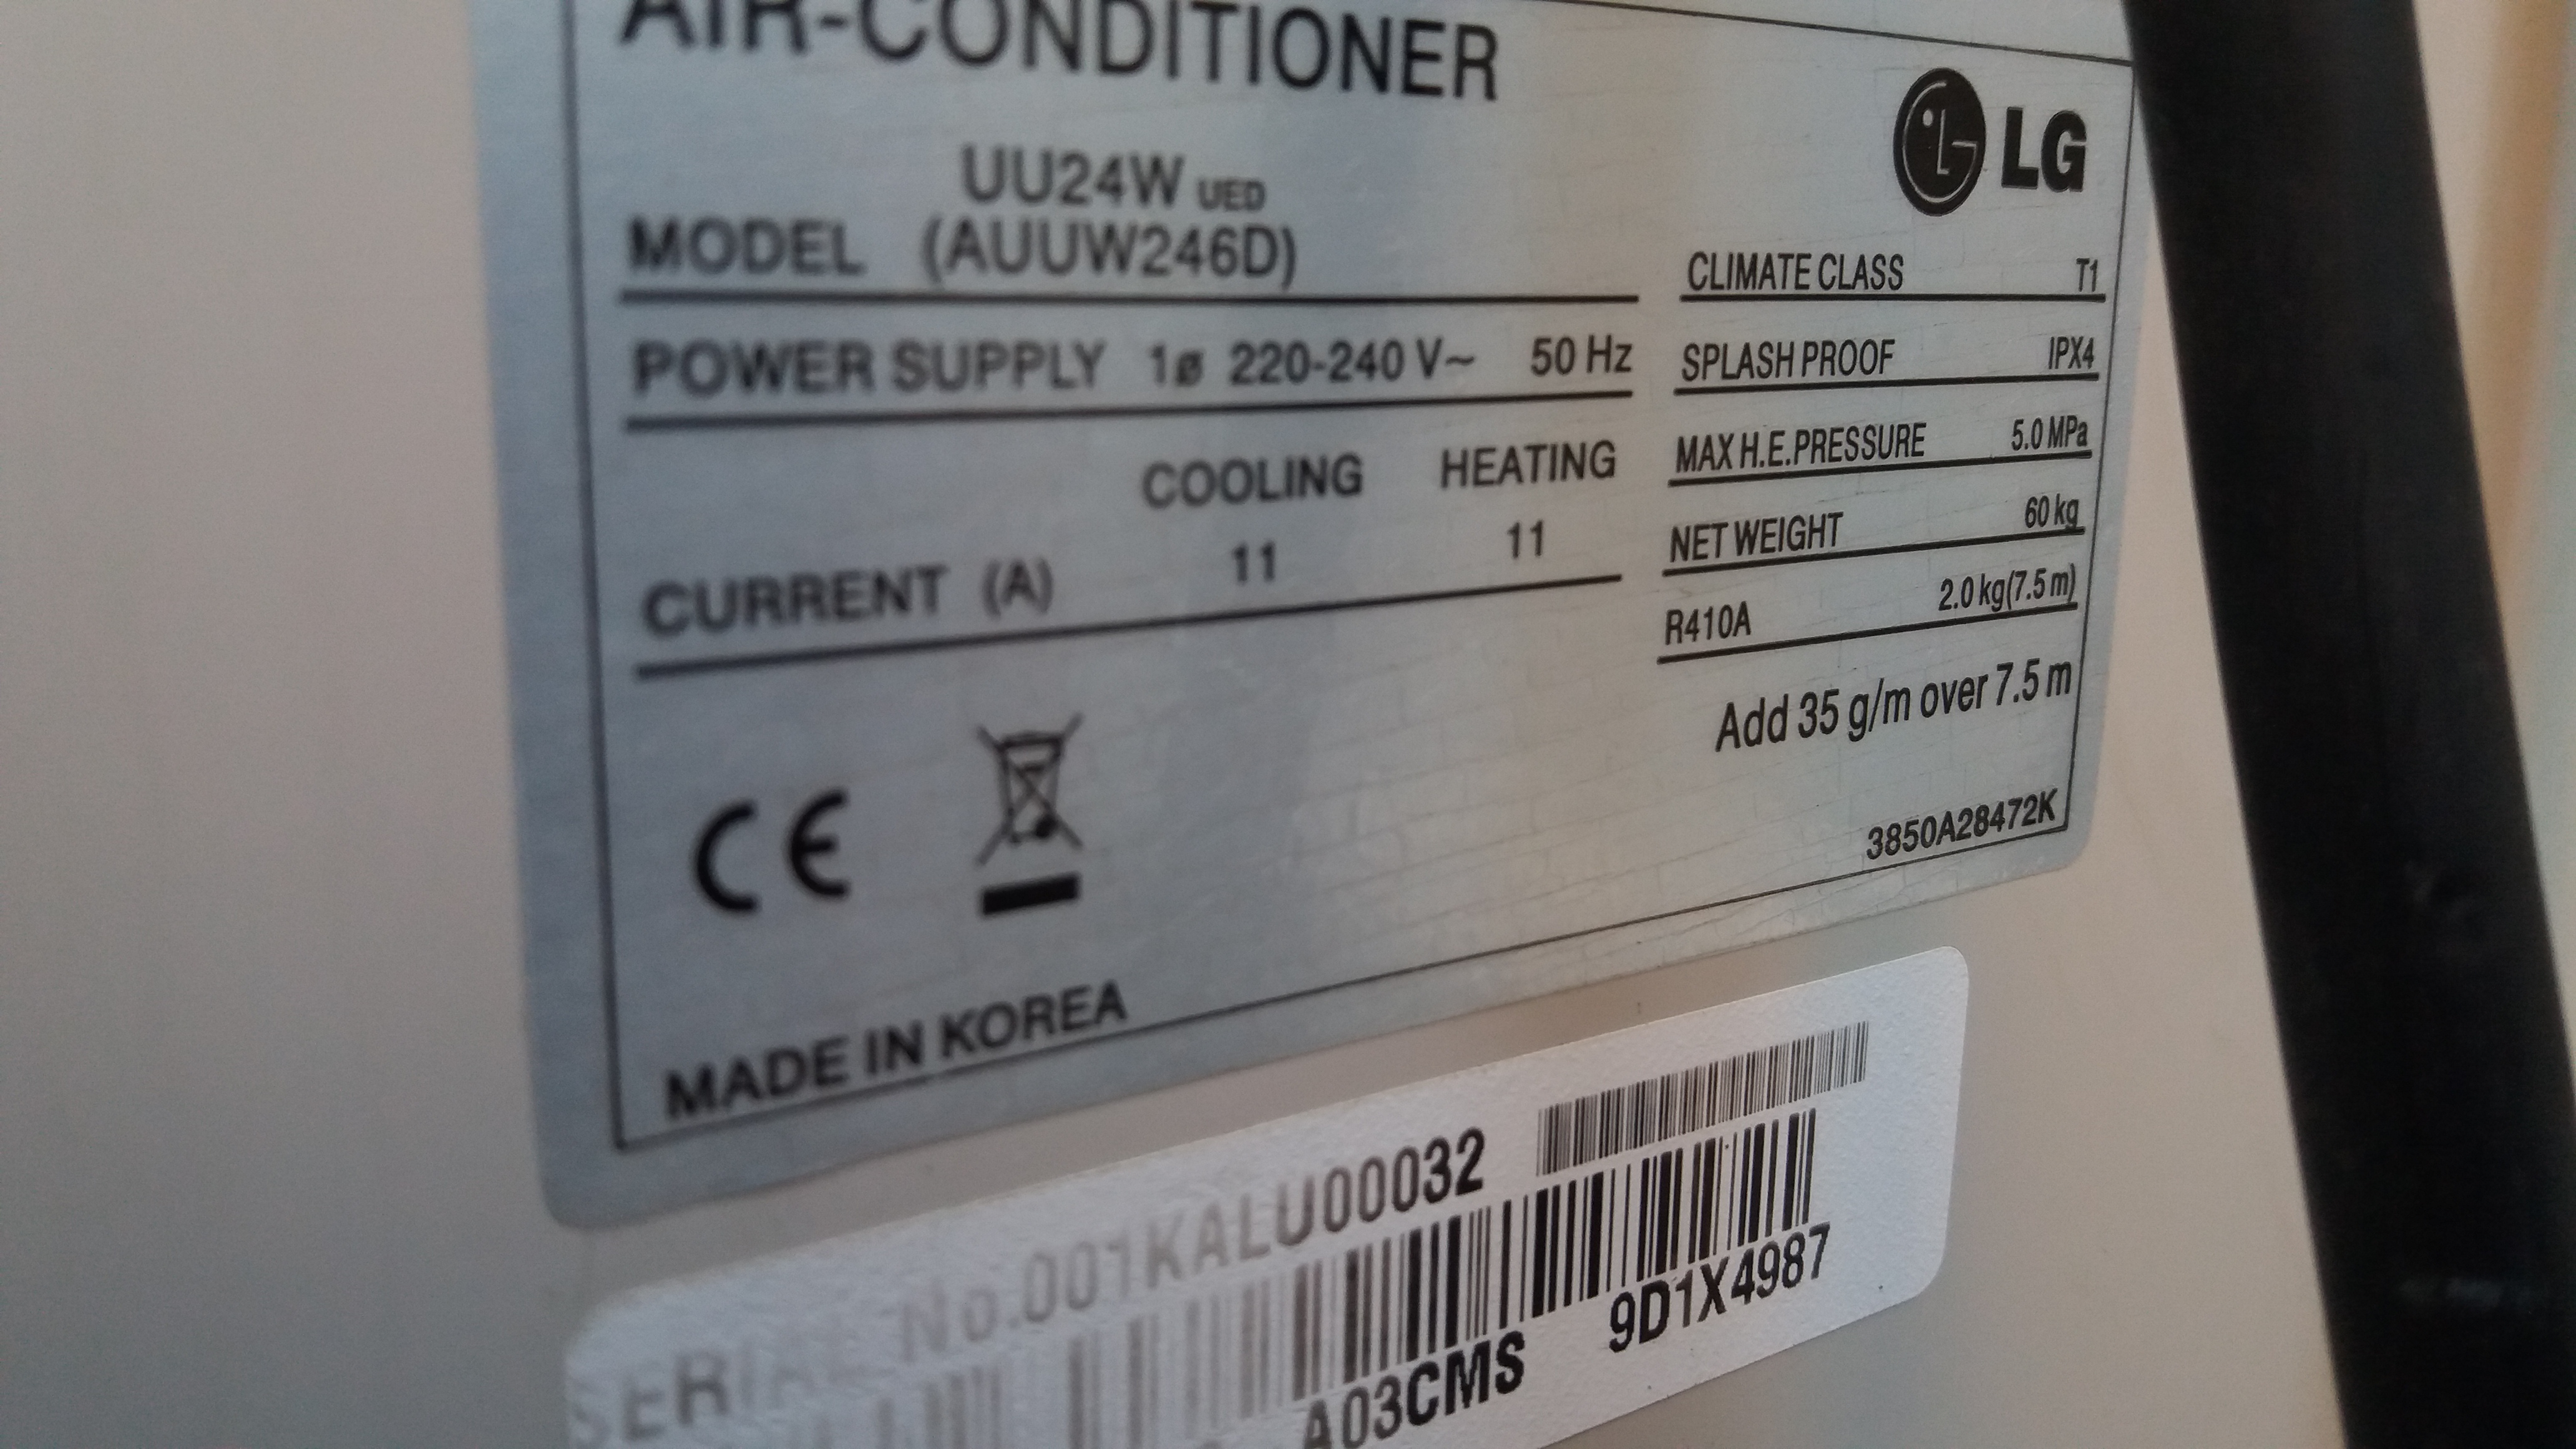 AIR-CONDITIONER
LG
UU24W UED
MODEL (AUUW246D)
POWER SUPPLY 1ø 220-240 V~ 50 Hz
COOLING HEATING
CURRENT (A) 11 11
CLIMATE CLASS T1
SPLASH PROOF IPX4
MAX H.E.PRESSURE 5.0 MPa
NET WEIGHT 60 kg
R410A 2.0 kg(7.5 m)
Add 35 g/m over 7.5 m
3850A28472K
CE
MADE IN KOREA
SERIAL No.001KALU00032
A03CMS 9D1X4987